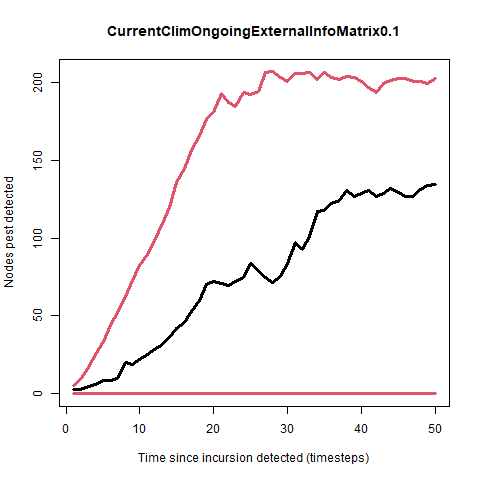 CurrentClimOngoingExternalInfoMatrix0.1
Nodes pest detected
200
150
100
50
0
0 10 20 30 40 50
Time since incursion detected (timesteps)